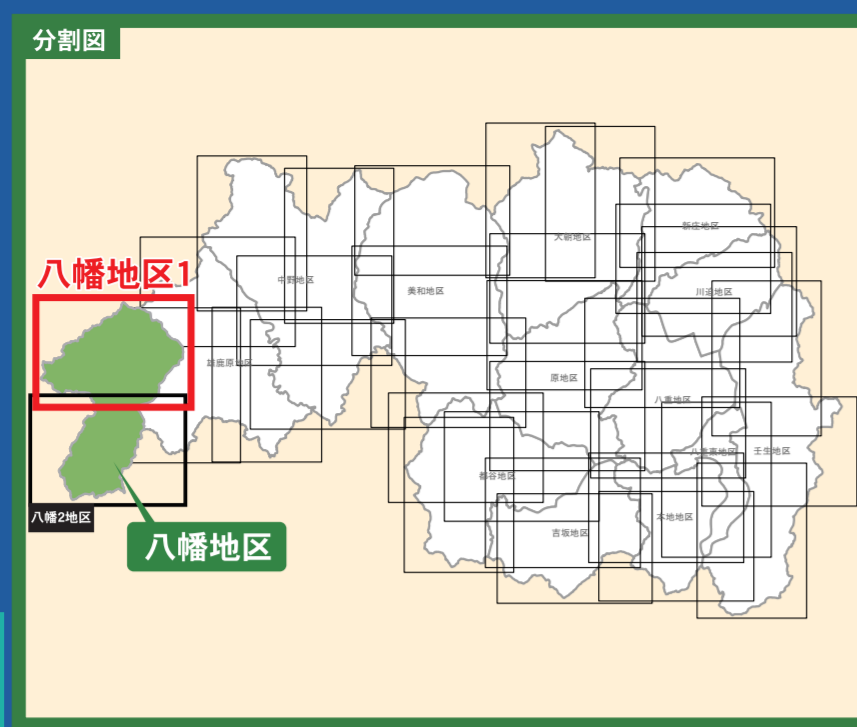 分割図
大朝地区
新庄地区
八幡地区1
中野地区
美和地区
川迫地区
雄鹿原地区
原地区
八重地区
八重東地区
壬生地区
都谷地区
八幡2地区
本地地区
吉坂地区
八幡地区